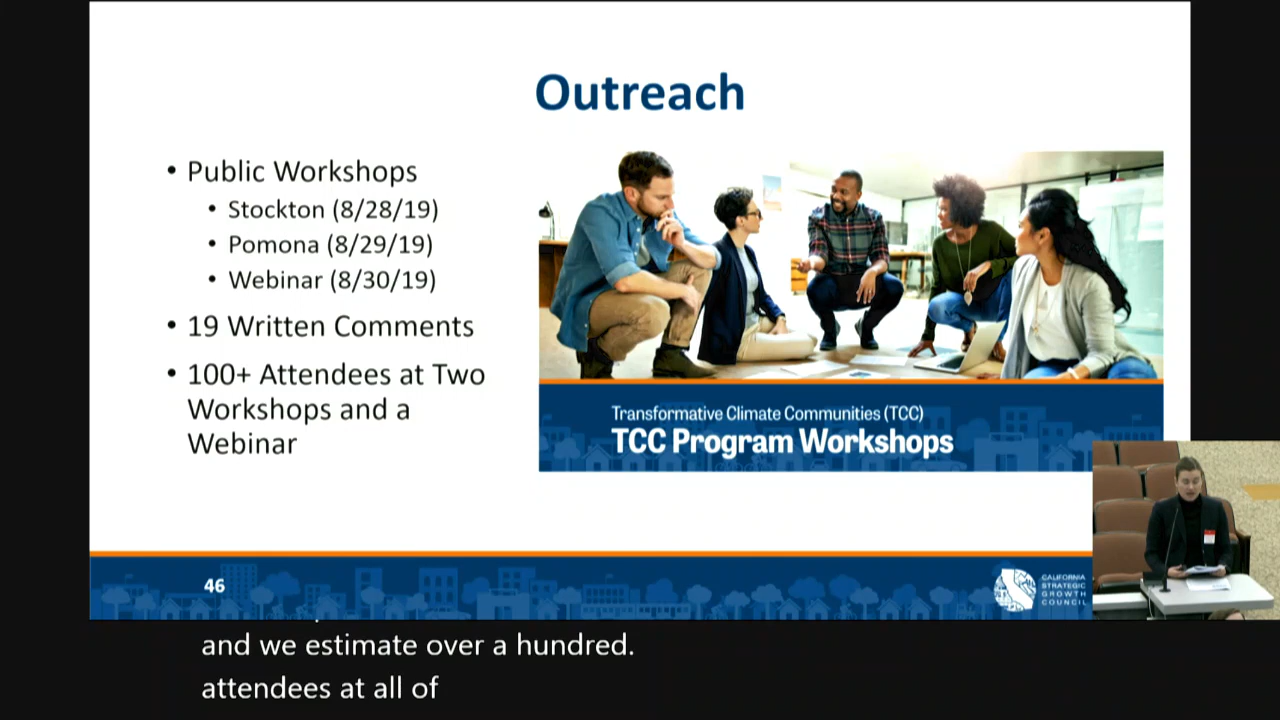 Outreach
• Public Workshops
• Stockton (8/28/19)
• Pomona (8/29/19)
• Webinar (8/30/19)
• 19 Written Comments
• 100+ Attendees at Two
Workshops and a
Webinar
Transformative Climate Communities (TCC)
TCC Program Workshops
46
CALIFORNIA
STRATEGIC
GROWTH
COUNCIL
and we estimate over a hundred.
attendees at all of